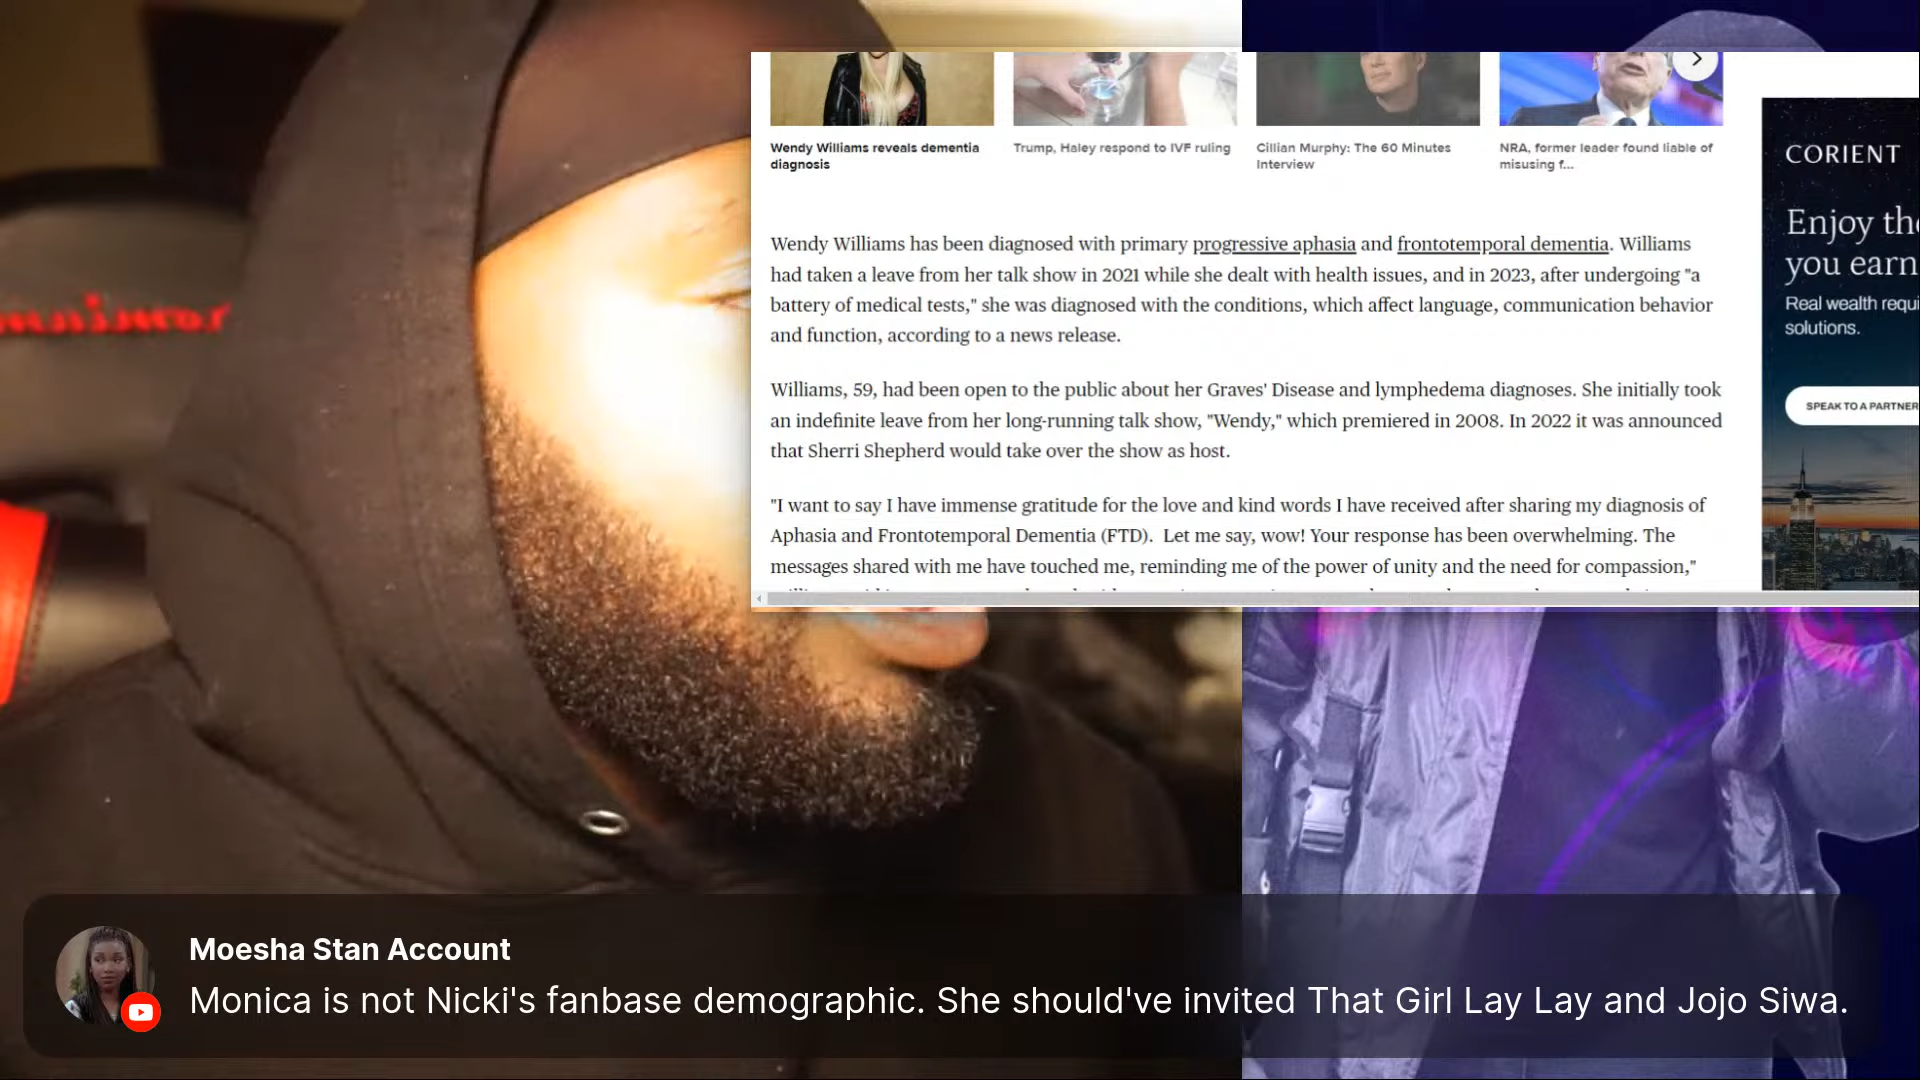 Wendy Williams reveals dementia
diagnosis
Trump, Haley respond to IVF ruling
Cillian Murphy: The 60 Minutes
Interview
NRA, former leader found liable of
misusing f...
Wendy Williams has been diagnosed with primary progressive aphasia and frontotemporal dementia. Williams
had taken a leave from her talk show in 2021 while she dealt with health issues, and in 2023, after undergoing "a
battery of medical tests," she was diagnosed with the conditions, which affect language, communication behavior
and function, according to a news release.
Williams, 59, had been open to the public about her Graves' Disease and lymphedema diagnoses. She initially took
an indefinite leave from her long-running talk show, "Wendy," which premiered in 2008. In 2022 it was announced
that Sherri Shepherd would take over the show as host.
"I want to say I have immense gratitude for the love and kind words I have received after sharing my diagnosis of
Aphasia and Frontotemporal Dementia (FTD). Let me say, wow! Your response has been overwhelming. The
messages shared with me have touched me, reminding me of the power of unity and the need for compassion,"
CORIENT
Enjoy
you earn
Real wealth
solutions.
SPEAK TO A PARTNER
Moesha Stan Account
Monica is not Nicki's fanbase demographic. She should've invited That Girl Lay Lay and Jojo Siwa.